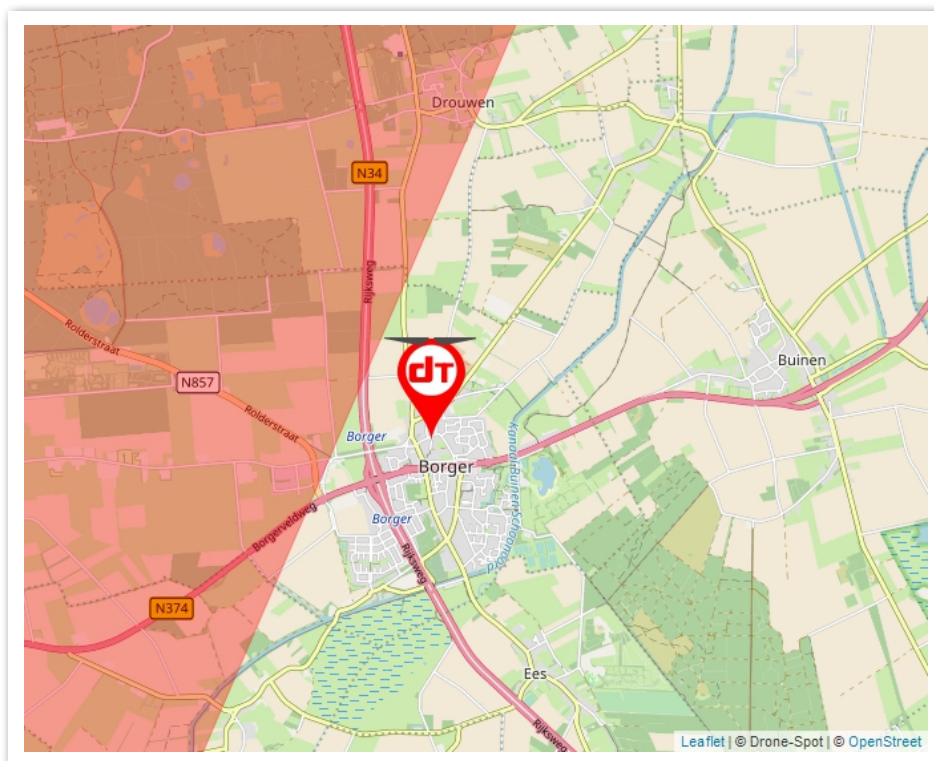 Drouwen
N34
Rijksweg
Rolderstraat
N857
Rolderstraat
Buinen
dT
Borger
Borger
Kanaal Buinen-Schoonoord
Borger
Borgerveldweg
Rijksweg
N374
Ees
Rijksweg
Leaflet | © Drone-Spot | © OpenStreet